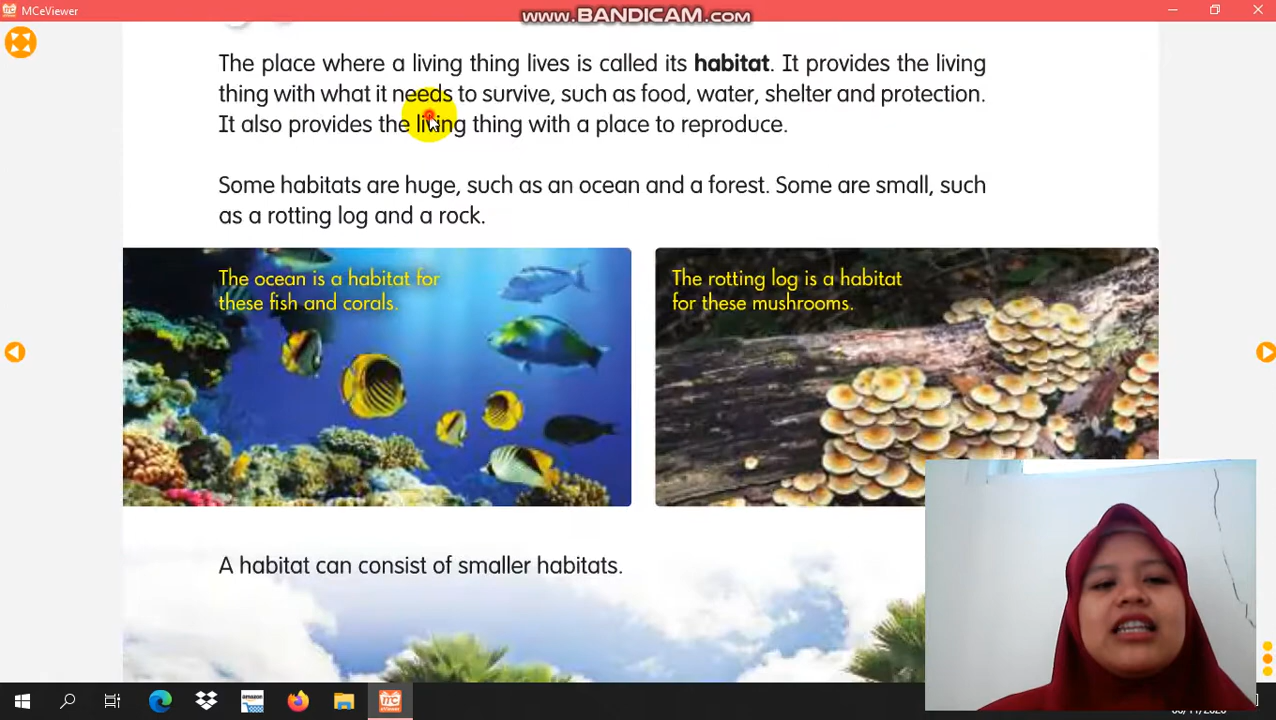 MCeViewer
WWW.BANDICAM.COM
The place where a living thing lives is called its habitat. It provides the living
thing with what it needs to survive, such as food, water, shelter and protection.
It also provides the living thing with a place to reproduce.
Some habitats are huge, such as an ocean and a forest. Some are small, such
as a rotting log and a rock.
The ocean is a habitat for
these fish and corals.
The rotting log is a habitat
for these mushrooms.
A habitat can consist of smaller habitats.
amazon
MC